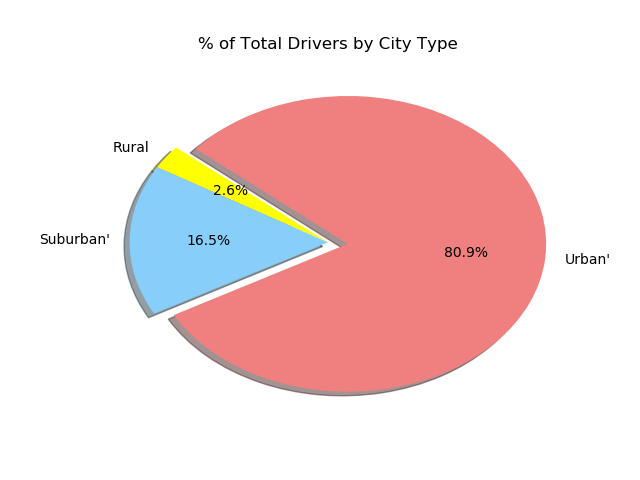 % of Total Drivers by City Type
Rural
2.6%
Suburban'
16.5%
80.9%
Urban'